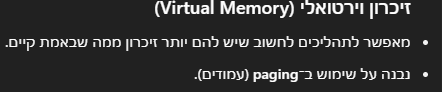 זיכרון וירטואלי (Virtual Memory)
• מאפשר לתהליכים לחשוב שיש להם יותר זיכרון ממה שבאמת קיים.
• נבנה על שימוש ב־paging (עמודים).